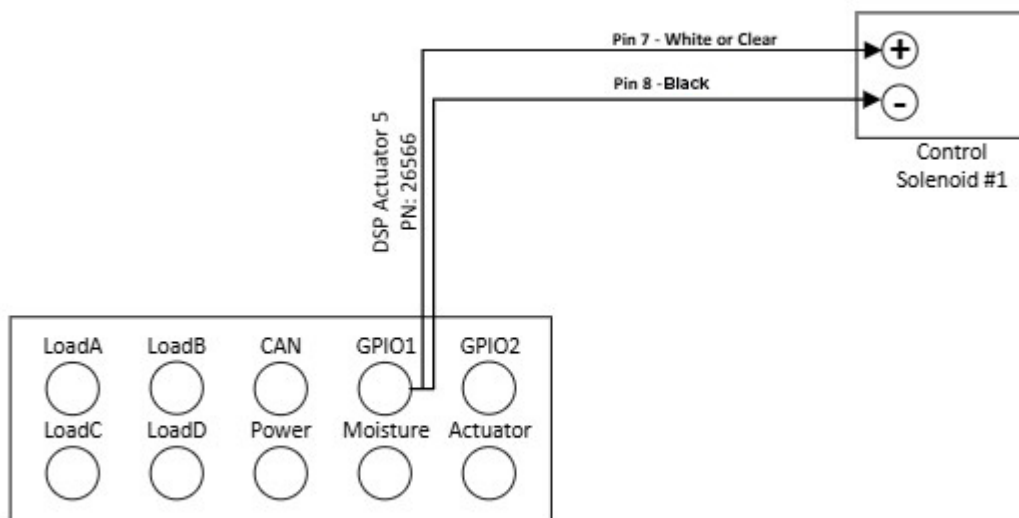 Pin 7 - White or Clear
+
Pin 8 -Black
-
Control
Solenoid #1
DSP Actuator 5
PN: 26566
LoadA LoadB CAN GPIO1 GPIO2
LoadC LoadD Power Moisture Actuator